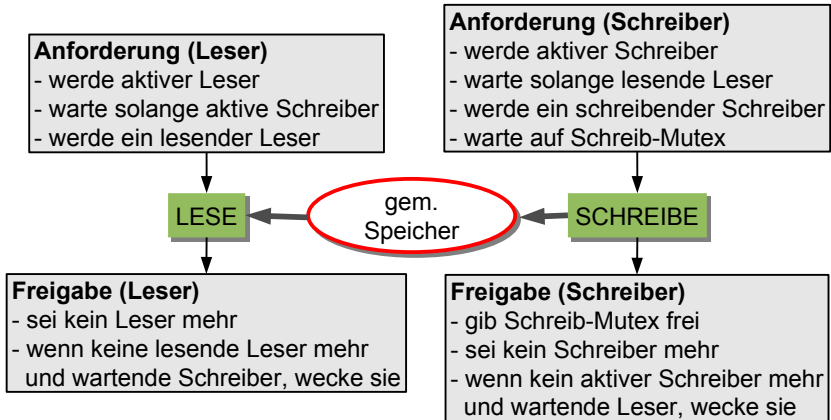 Anforderung (Leser)
- werde aktiver Leser
- warte solange aktive Schreiber
- werde ein lesender Leser
Anforderung (Schreiber)
- werde aktiver Schreiber
- warte solange lesende Leser
- werde ein schreibender Schreiber
- warte auf Schreib-Mutex
LESE
gem.
Speicher
SCHREIBE
Freigabe (Leser)
- sei kein Leser mehr
- wenn keine lesende Leser mehr
und wartende Schreiber, wecke sie
Freigabe (Schreiber)
- gib Schreib-Mutex frei
- sei kein Schreiber mehr
- wenn kein aktiver Schreiber mehr
und wartende Leser, wecke sie